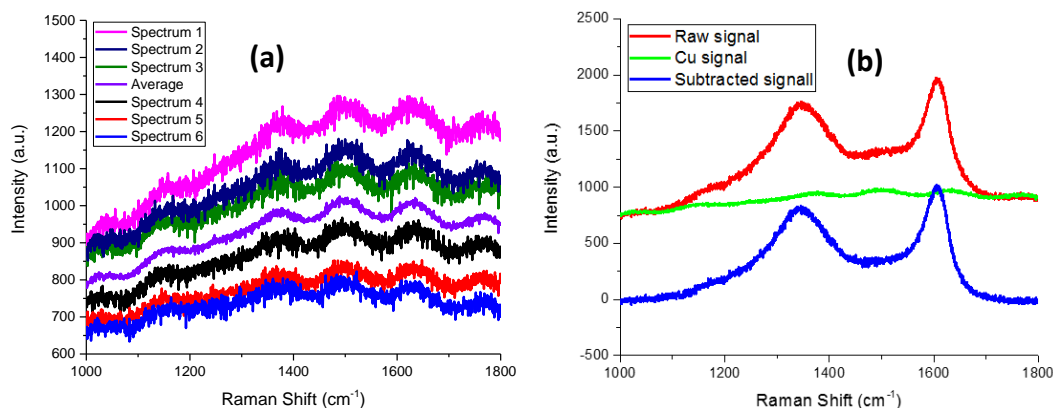 (a)
Spectrum 1
Spectrum 2
Spectrum 3
Average
Spectrum 4
Spectrum 5
Spectrum 6
1500
1400
1300
1200
1100
1000
900
800
700
600
Intensity (a.u.)
1000 1200 1400 1600 1800
Raman Shift (cm-1)
(b)
Raw signal
Cu signal
Subtracted signall
2500
2000
1500
1000
500
0
-500
Intensity (a.u.)
1000 1200 1400 1600 1800
Raman Shift (cm-1)